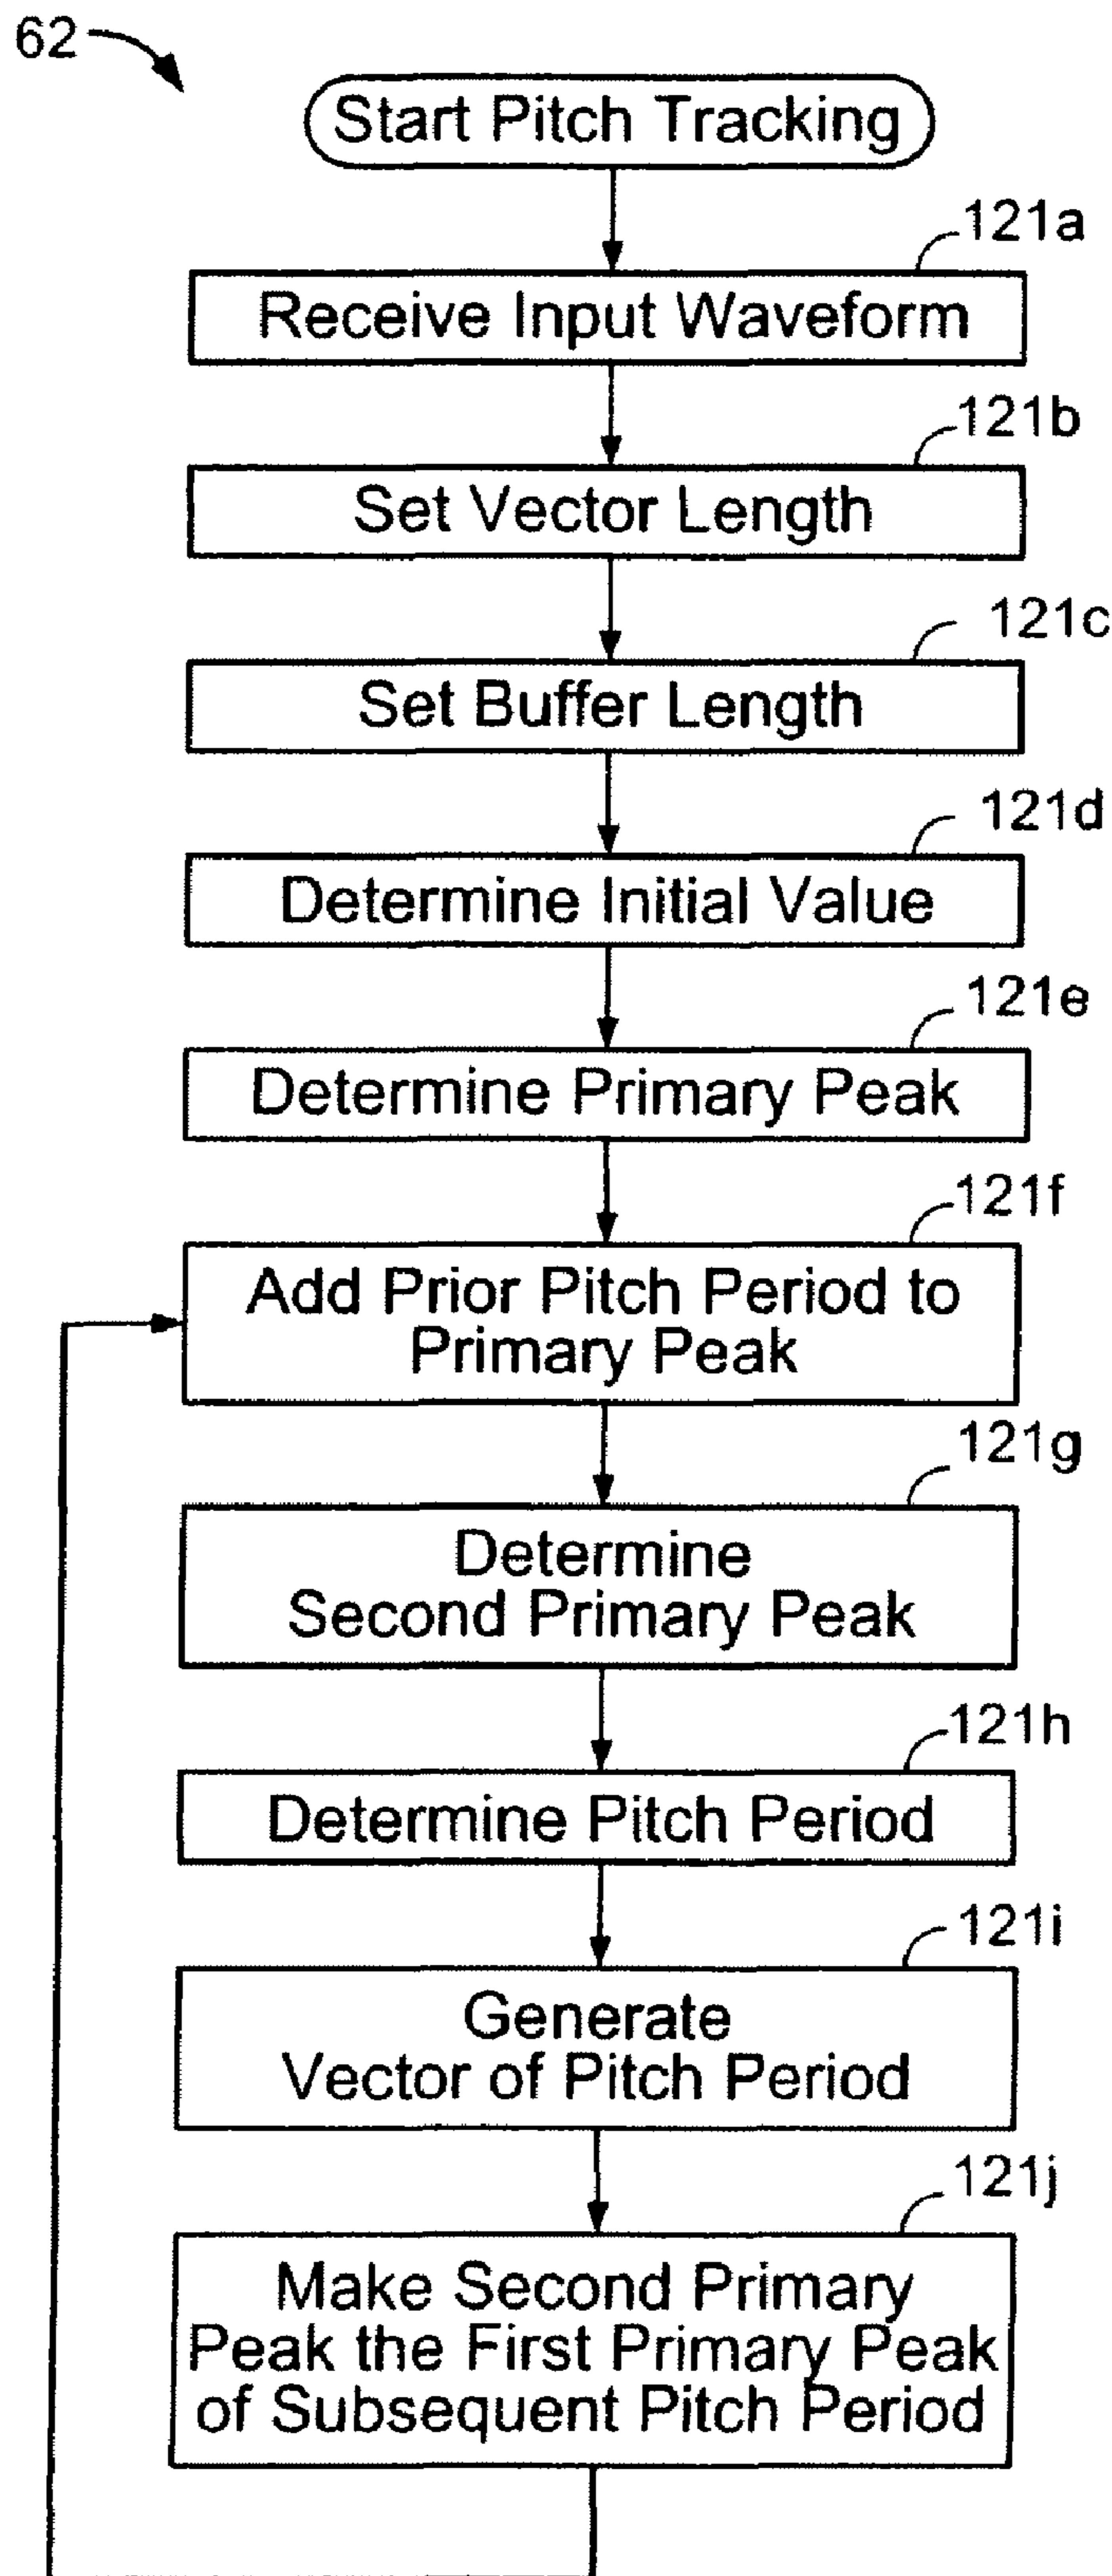 62
Start Pitch Tracking
121a
Receive Input Waveform
121b
Set Vector Length
121c
Set Buffer Length
121d
Determine Initial Value
121e
Determine Primary Peak
121f
Add Prior Pitch Period to
Primary Peak
121g
Determine
Second Primary Peak
121h
Determine Pitch Period
121i
Generate
Vector of Pitch Period
121j
Make Second Primary
Peak the First Primary Peak
of Subsequent Pitch Period